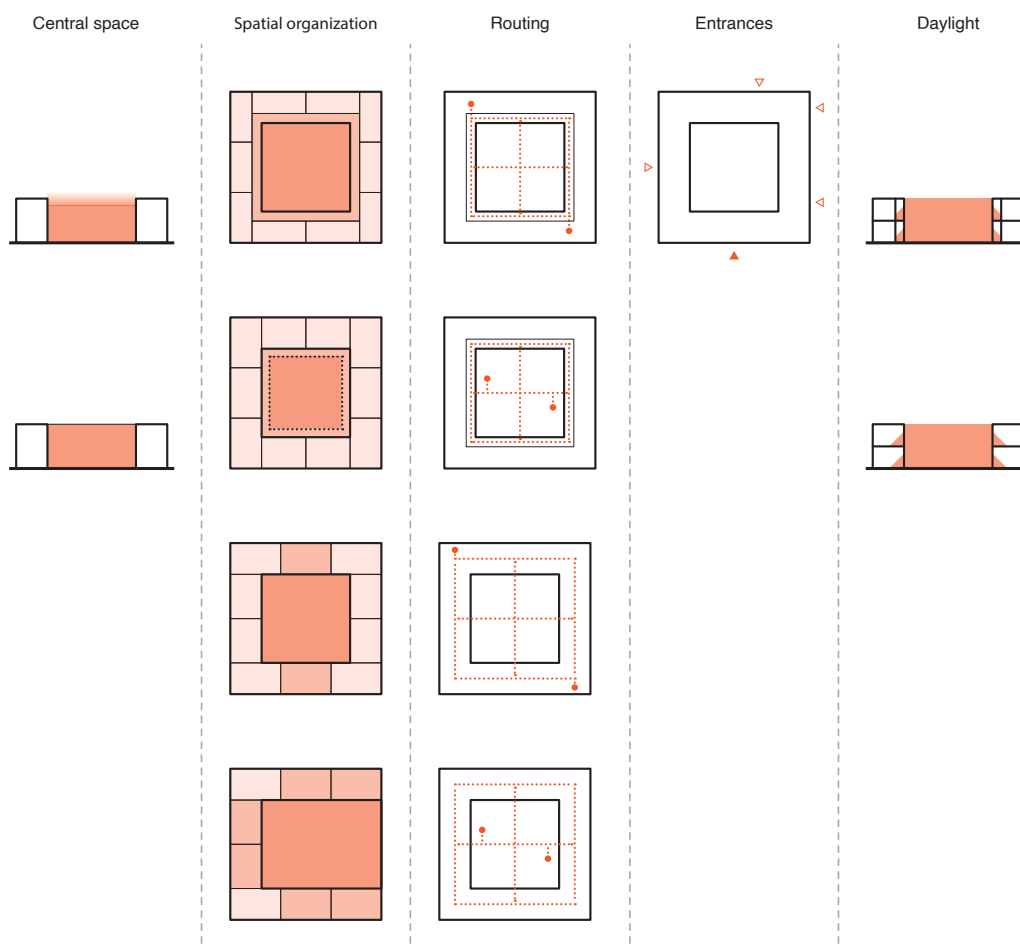 Central space
Spatial organization
Routing
Entrances
Daylight